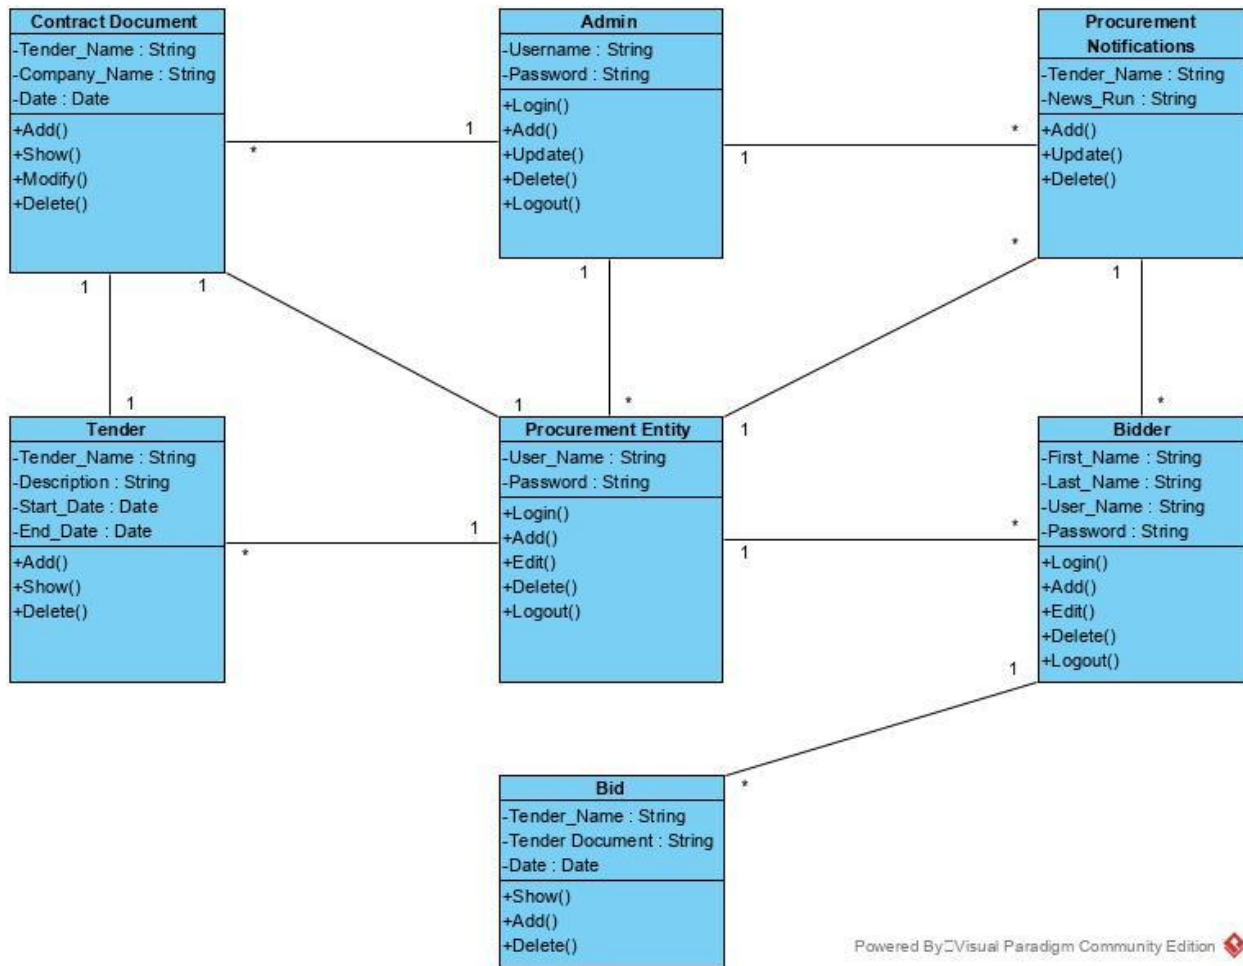 Contract Document
-Tender_Name : String
-Company_Name : String
-Date : Date
+Add()
+Show()
+Modify()
+Delete()
Admin
-Username : String
-Password : String
+Login()
+Add()
+Update()
+Delete()
+Logout()
Procurement
Notifications
-Tender_Name : String
-News_Run : String
+Add()
+Update()
+Delete()
1
*
1
*
1
1
1
*
1
1
1
*
1
*
Tender
-Tender_Name : String
-Description : String
-Start_Date : Date
-End_Date : Date
+Add()
+Show()
+Delete()
Procurement Entity
-User_Name : String
-Password : String
+Login()
+Add()
+Edit()
+Delete()
+Logout()
Bidder
-First_Name : String
-Last_Name : String
-User_Name : String
-Password : String
+Login()
+Add()
+Edit()
+Delete()
+Logout()
1
1
*
*
1
1
*
Bid
-Tender_Name : String
-Tender Document : String
-Date : Date
+Show()
+Add()
+Delete()
Powered By Visual Paradigm Community Edition